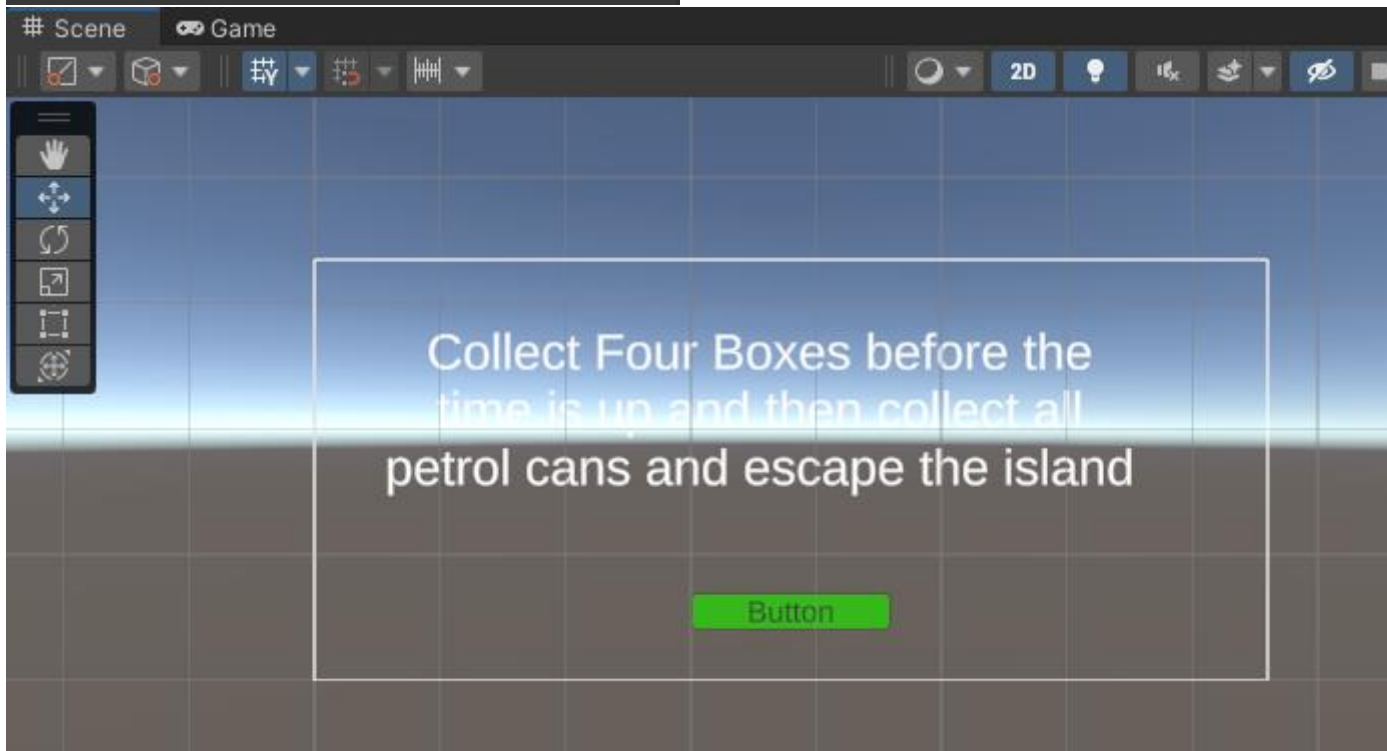 Scene
Game
2D
Collect Four Boxes before the
time is up and then collect all
petrol cans and escape the island
Button